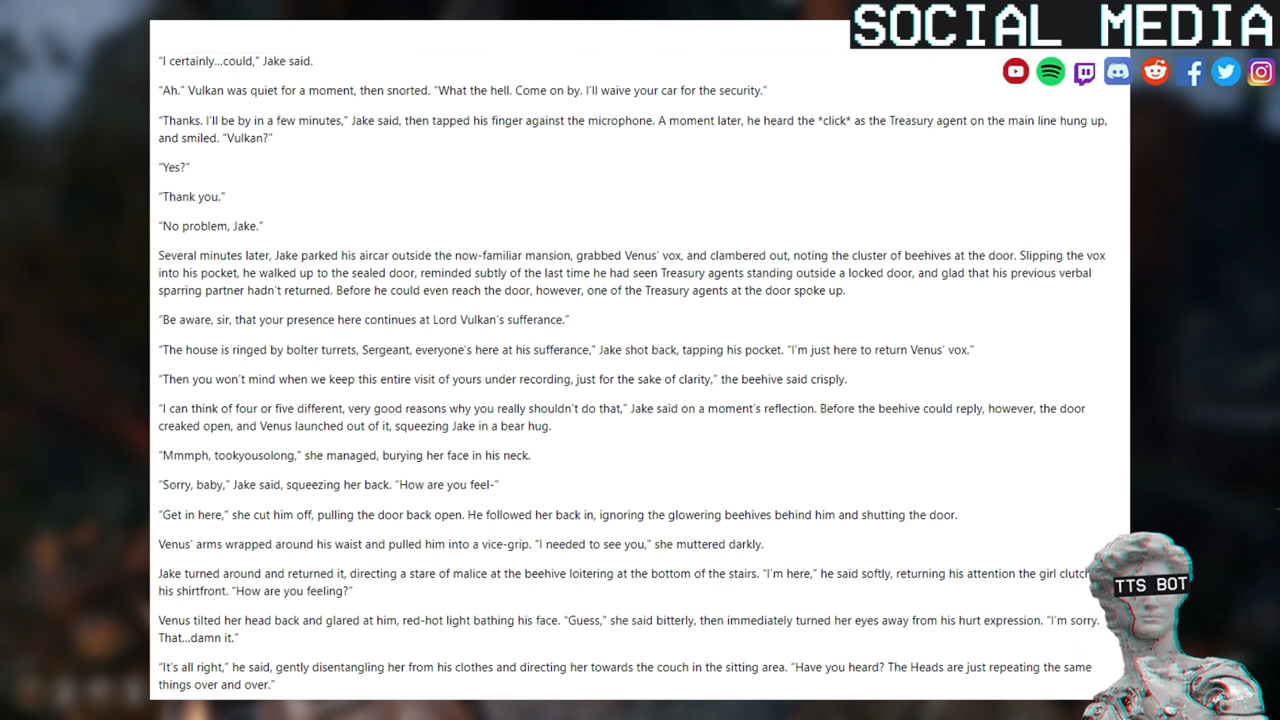 SOCIAL MEDIA
“I certainly...could,” Jake said.
“Ah.” Vulkan was quiet for a moment, then snorted. “What the hell. Come on by. I’ll waive your car for the security.”
“Thanks. I’ll be by in a few minutes,” Jake said, then tapped his finger against the microphone. A moment later, he heard the *click* as the Treasury agent on the main line hung up,
and smiled. “Vulkan?”
“Yes?”
“Thank you.”
“No problem, Jake.”
Several minutes later, Jake parked his aircar outside the now-familiar mansion, grabbed Venus’ vox, and clambered out, noting the cluster of beehives at the door. Slipping the vox
into his pocket, he walked up to the sealed door, reminded subtly of the last time he had seen Treasury agents standing outside a locked door, and glad that his previous verbal
sparring partner hadn’t returned. Before he could even reach the door, however, one of the Treasury agents at the door spoke up.
“Be aware, sir, that your presence here continues at Lord Vulkan’s sufferance.”
“The house is ringed by bolter turrets, Sergeant, everyone’s here at his sufferance,” Jake shot back, tapping his pocket. “I’m just here to return Venus’ vox.”
“Then you won’t mind when we keep this entire visit of yours under recording, just for the sake of clarity,” the beehive said crisply.
“I can think of four or five different, very good reasons why you really shouldn’t do that,” Jake said on a moment’s reflection. Before the beehive could reply, however, the door
creaked open, and Venus launched out of it, squeezing Jake in a bear hug.
“Mmmph, tookyousolong,” she managed, burying her face in his neck.
“Sorry, baby,” Jake said, squeezing her back. “How are you feel-”
“Get in here,” she cut him off, pulling the door back open. He followed her back in, ignoring the glowering beehives behind him and shutting the door.
Venus’ arms wrapped around his waist and pulled him into a vice-grip. “I needed to see you,” she muttered darkly.
Jake turned around and returned it, directing a stare of malice at the beehive loitering at the bottom of the stairs. “I’m here,” he said softly, returning his attention the girl clutch
his shirtfront. “How are you feeling?”
Venus tilted her head back and glared at him, red-hot light bathing his face. “Guess,” she said bitterly, then immediately turned her eyes away from his hurt expression. “I’m sorry.
That...damn it.”
“It’s all right,” he said, gently disentangling her from his clothes and directing her towards the couch in the sitting area. “Have you heard? The Heads are just repeating the same
things over and over.”
TTS BOT